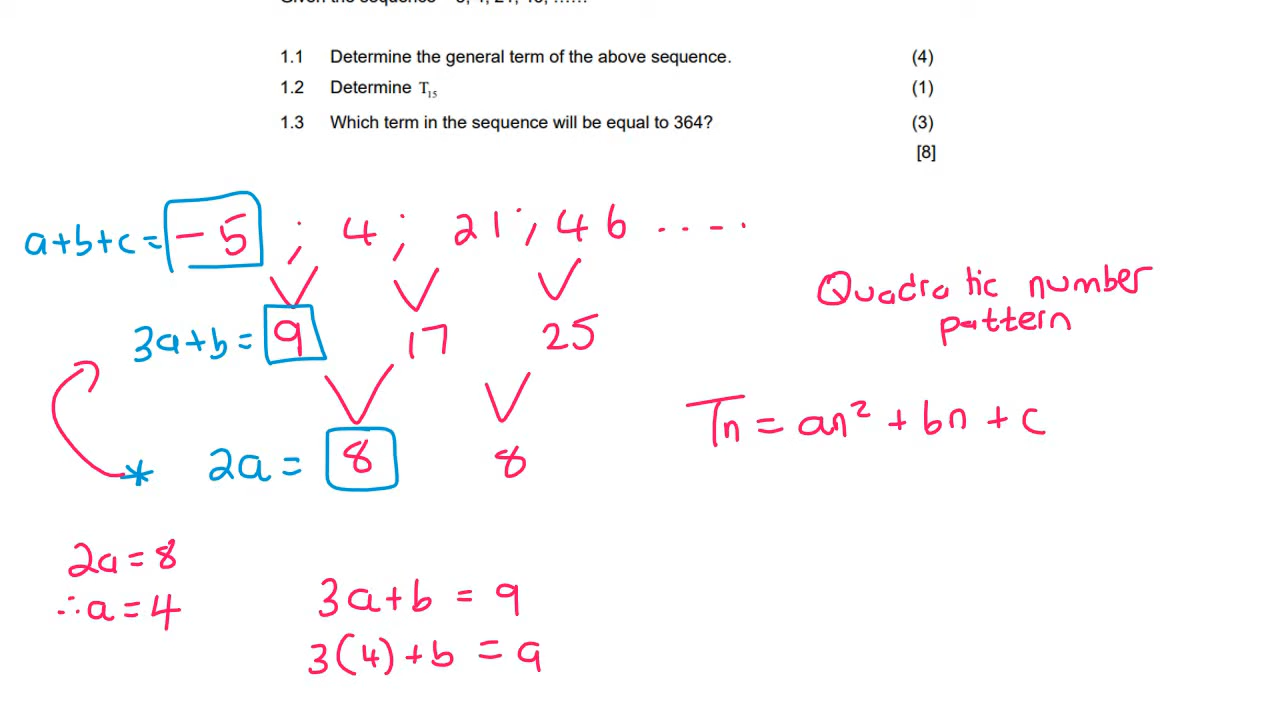 1.1 Determine the general term of the above sequence. (4)
1.2 Determine T₁₅ (1)
1.3 Which term in the sequence will be equal to 364? (3)
[8]
a+b+c = -5 ; 4 ; 21 ; 46 .....
Quadratic number
pattern
3a+b = 9 17 25
Tn = an² + bn + c
* 2a = 8 8
2a = 8
∴a = 4
3a+b = 9
3(4)+b = 9